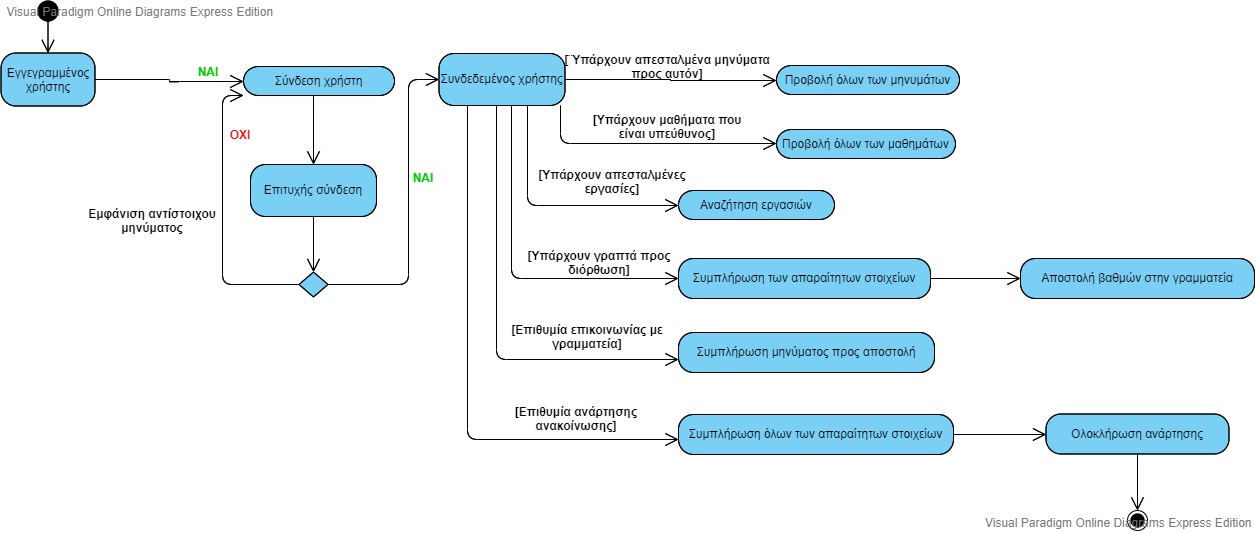 Visual Paradigm Online Diagrams Express Edition
Εγγεγραμμένος
χρήστης
ΝΑΙ
Σύνδεση χρήστη
ΟΧΙ
Επιτυχής σύνδεση
Εμφάνιση αντίστοιχου
μηνύματος
ΝΑΙ
Συνδεδεμένος χρήστης
[Υπάρχουν απεσταλμένα μηνύματα
προς αυτόν]
Προβολή όλων των μηνυμάτων
[Υπάρχουν μαθήματα που
είναι υπεύθυνος]
Προβολή όλων των μαθημάτων
[Υπάρχουν απεσταλμένες
εργασίες]
Αναζήτηση εργασιών
[Υπάρχουν γραπτά προς
διόρθωση]
Συμπλήρωση των απαραίτητων στοιχείων
Αποστολή βαθμών στην γραμματεία
[Επιθυμία επικοινωνίας με
γραμματεία]
Συμπλήρωση μηνύματος προς αποστολή
[Επιθυμία ανάρτησης
ανακοίνωσης]
Συμπλήρωση όλων των απαραίτητων στοιχείων
Ολοκλήρωση ανάρτησης
Visual Paradigm Online Diagrams Express Edition